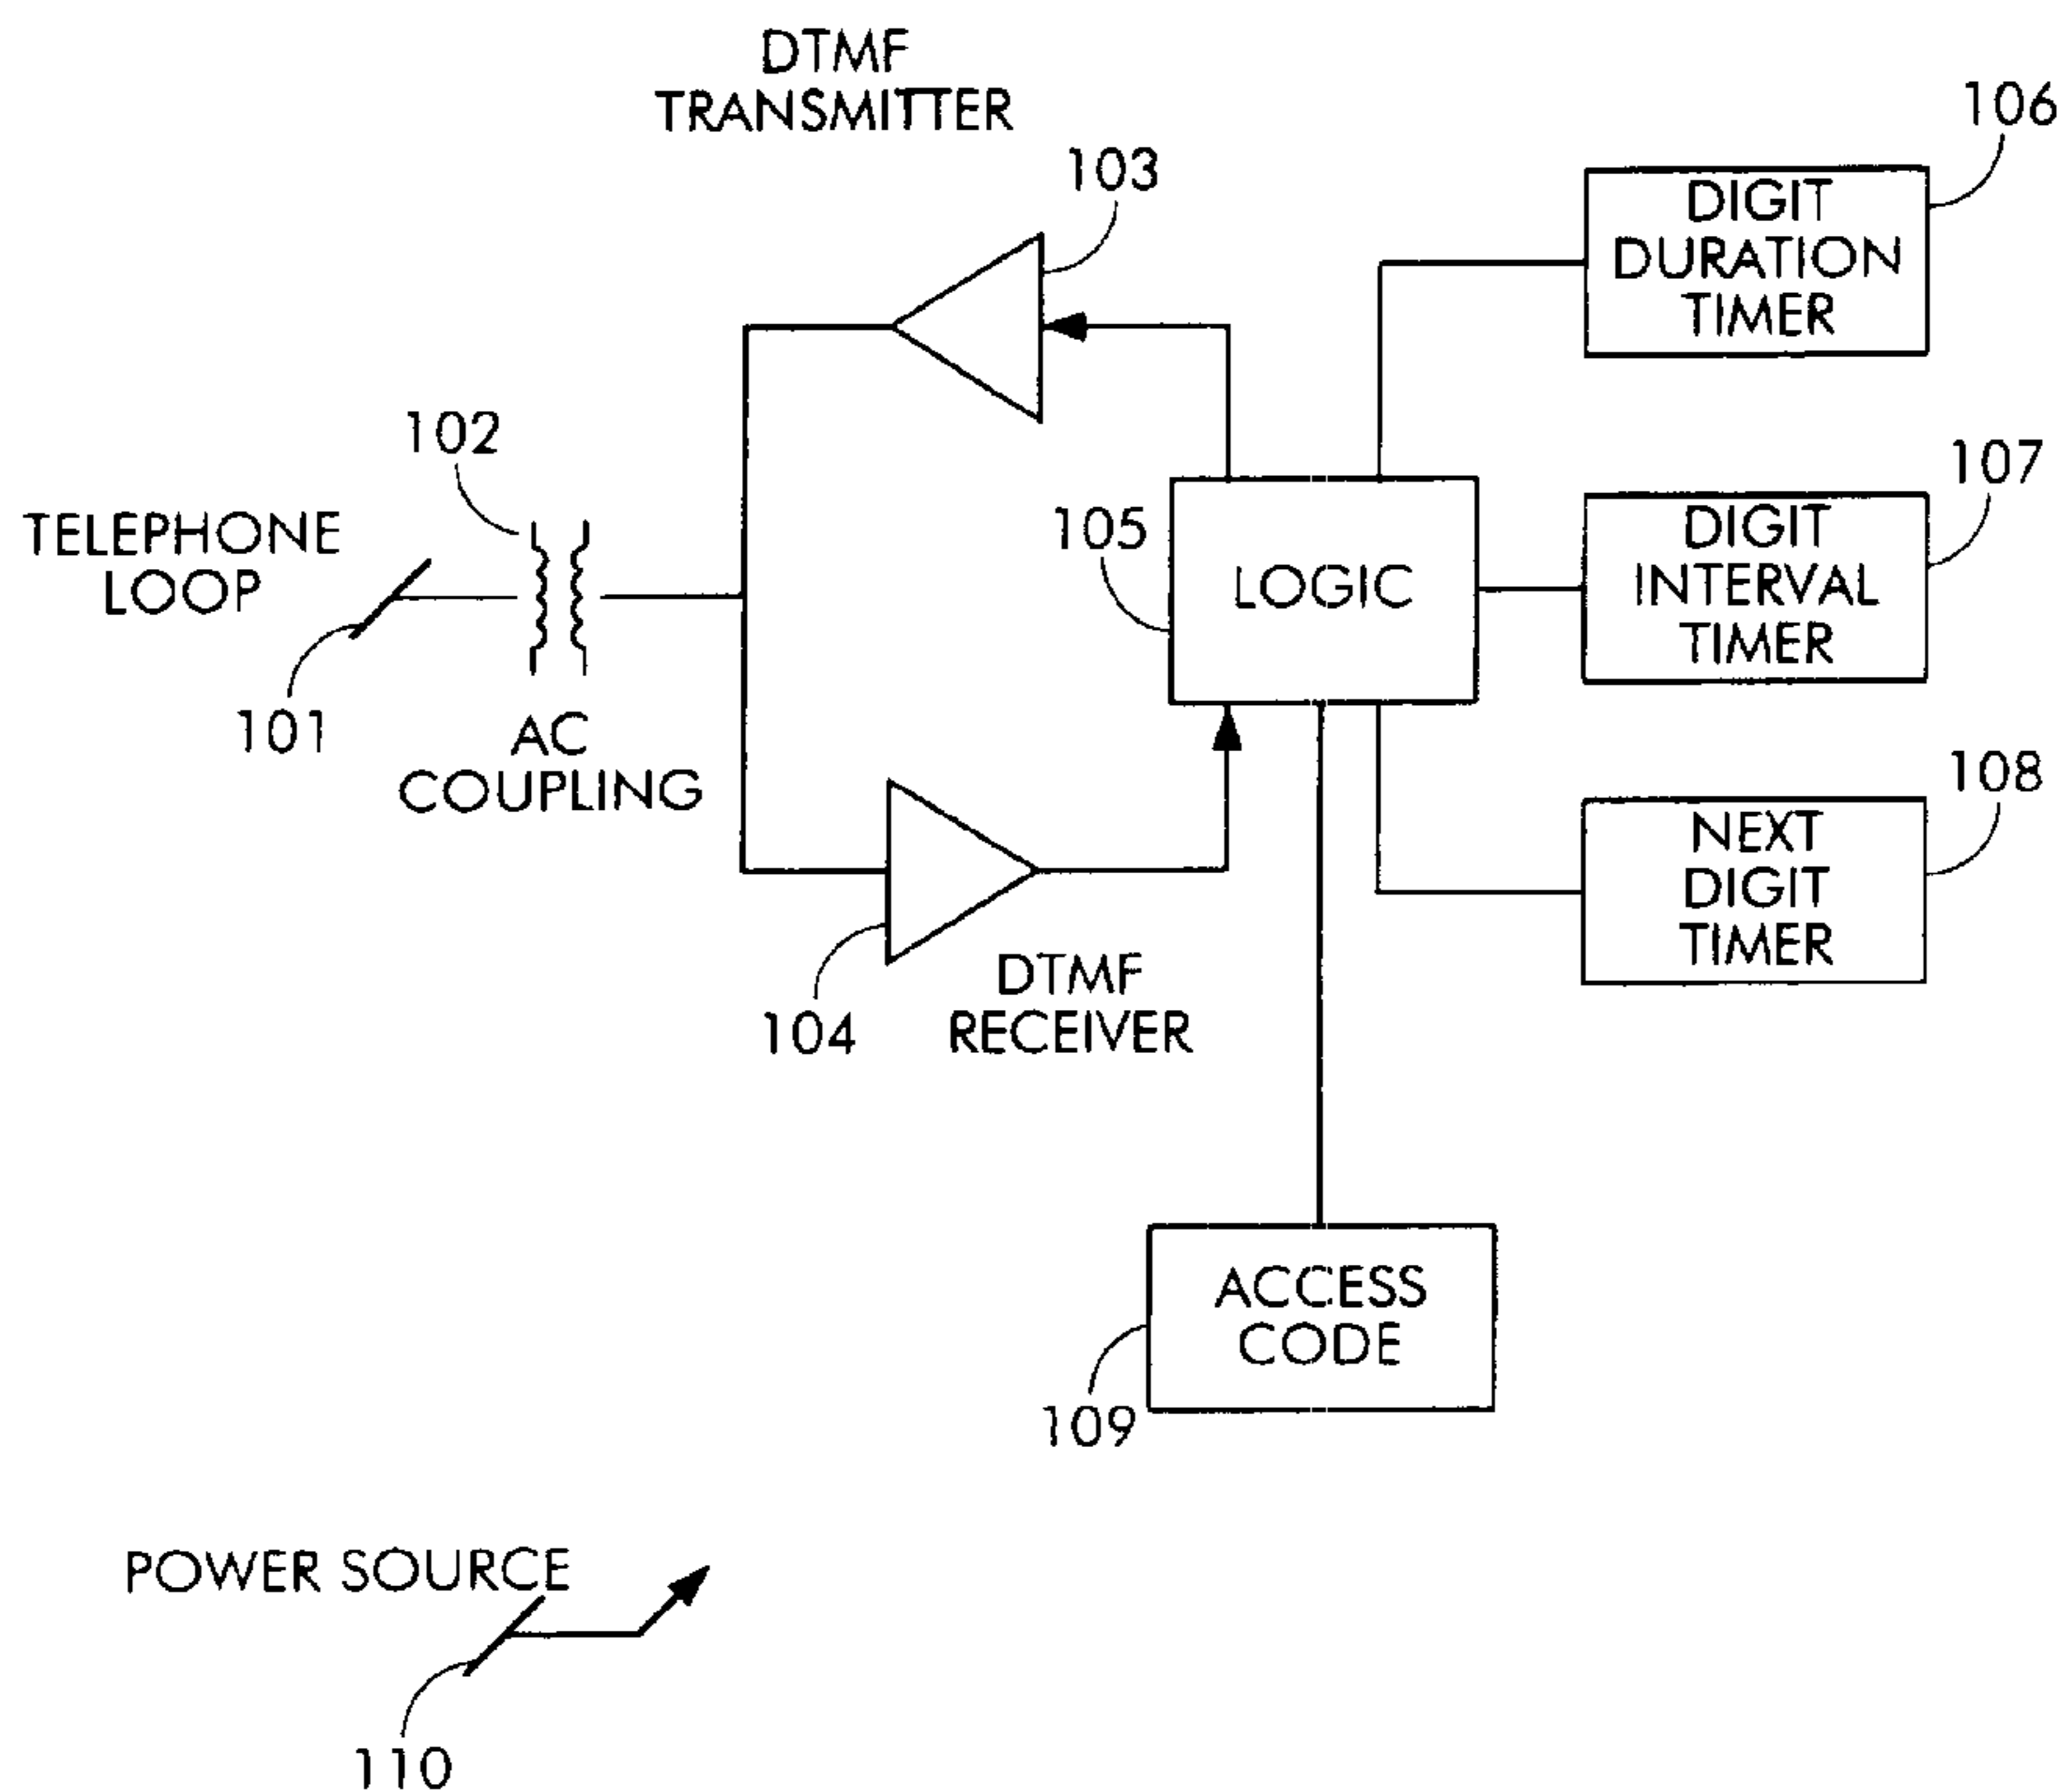 DTMF
TRANSMITTER
103
106
DIGIT
DURATION
TIMER
102
TELEPHONE
LOOP
101
AC
COUPLING
105
LOGIC
107
DIGIT
INTERVAL
TIMER
108
NEXT
DIGIT
TIMER
104
DTMF
RECEIVER
ACCESS
CODE
109
POWER SOURCE
110